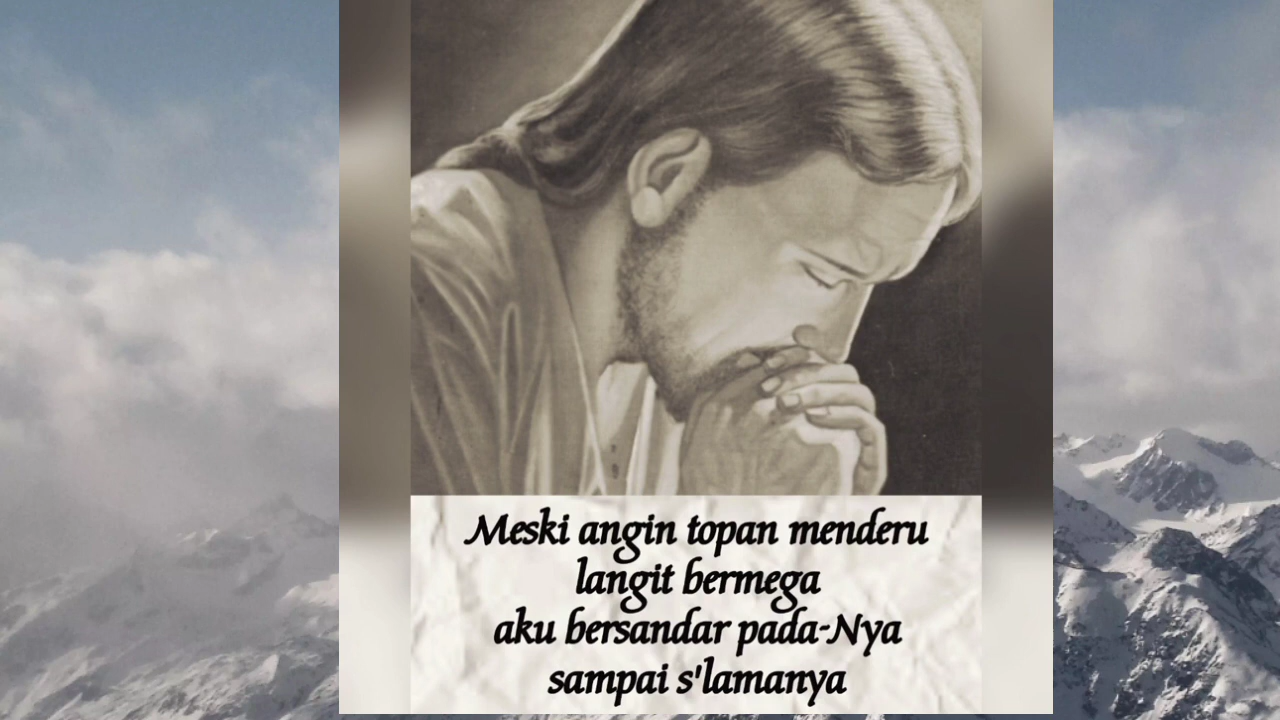 Meski angin topan menderu
langit bermega
aku bersandar pada-Nya
sampai s'lamanya